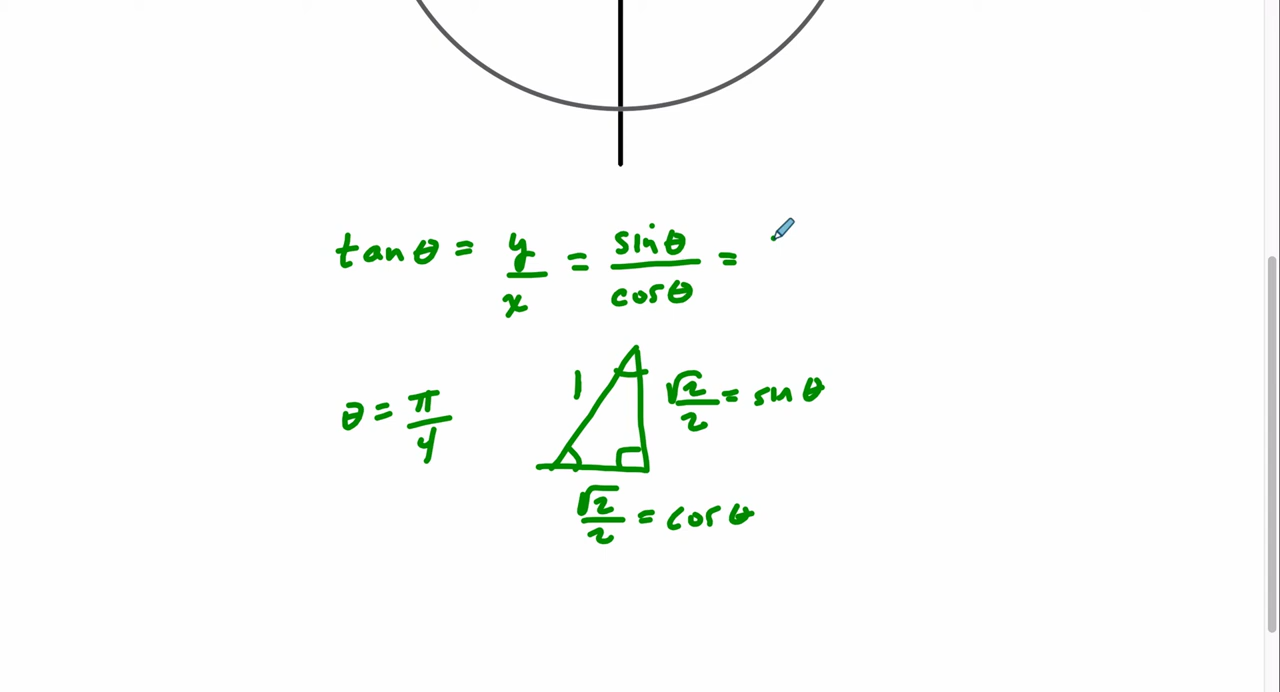 tan θ = y/x = sin θ/cos θ =
1
√2/2 = sin θ
θ = π/4
√2/2 = cos θ